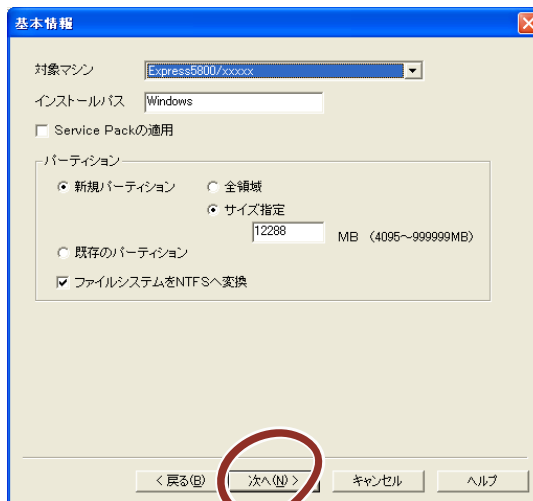 基本情報
対象マシン Express5800/xxxxx
インストールパス Windows
Service Packの適用
パーティション
新規パーティション 全領域
サイズ指定
12288 MB (4095～999999MB)
既存のパーティション
ファイルシステムをNTFSへ変換
< 戻る(B) 次へ(N) > キャンセル ヘルプ